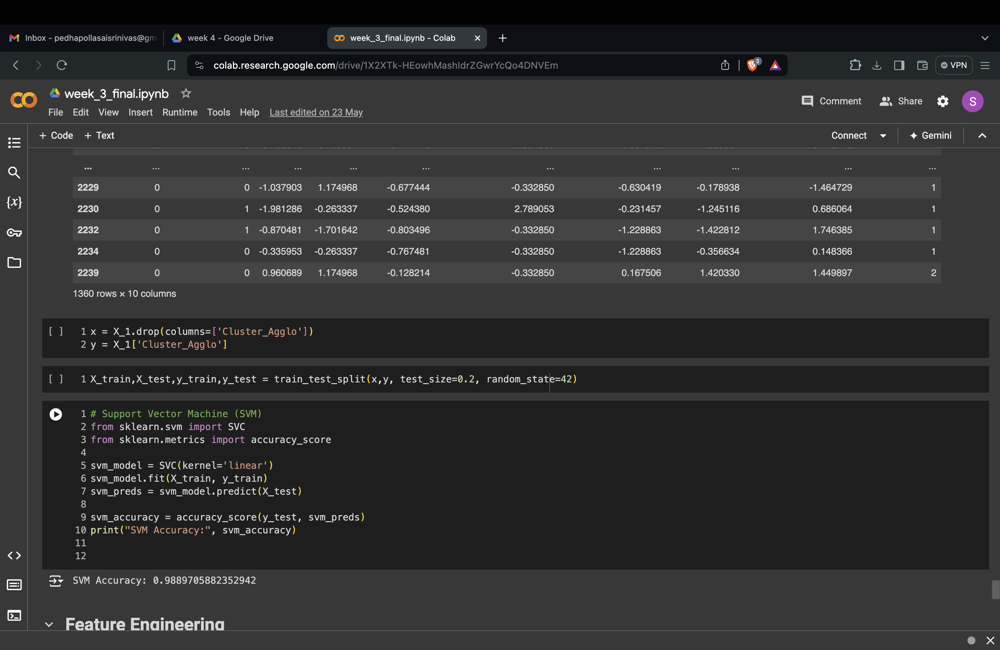 Inbox - pedhapollasaisrinivas@gm
week 4 - Google Drive
week_3_final.ipynb - Colab
colab.research.google.com/drive/1X2XTk-HEowhMashIdrZGwrYcQo4DNVEm
3
VPN
week_3_final.ipynb
Comment
Share
S
File Edit View Insert Runtime Tools Help Last edited on 23 May
+ Code + Text
Connect
Gemini
{x}
... ... ... ... ... ... ... ... ... ... ...
2229 0 0 -1.037903 1.174968 -0.677444 -0.332850 -0.630419 -0.178938 -1.464729 1
2230 0 1 -1.981286 -0.263337 -0.524380 2.789053 -0.231457 -1.245116 0.686064 1
2232 0 1 -0.870481 -1.701642 -0.803496 -0.332850 -1.228863 -1.422812 1.746385 1
2234 0 0 -0.335953 -0.263337 -0.767481 -0.332850 -1.228863 -0.356634 0.148366 1
2239 0 0 0.960689 1.174968 -0.128214 -0.332850 0.167506 1.420330 1.449897 2
1360 rows × 10 columns
[ ] 1 x = X_1.drop(columns=['Cluster_Agglo'])
2 y = X_1['Cluster_Agglo']
[ ] 1 X_train,X_test,y_train,y_test = train_test_split(x,y, test_size=0.2, random_state=42)
1 # Support Vector Machine (SVM)
2 from sklearn.svm import SVC
3 from sklearn.metrics import accuracy_score
4
5 svm_model = SVC(kernel='linear')
6 svm_model.fit(X_train, y_train)
7 svm_preds = svm_model.predict(X_test)
8
9 svm_accuracy = accuracy_score(y_test, svm_preds)
10 print("SVM Accuracy:", svm_accuracy)
11
12
SVM Accuracy: 0.9889705882352942
Feature Engineering